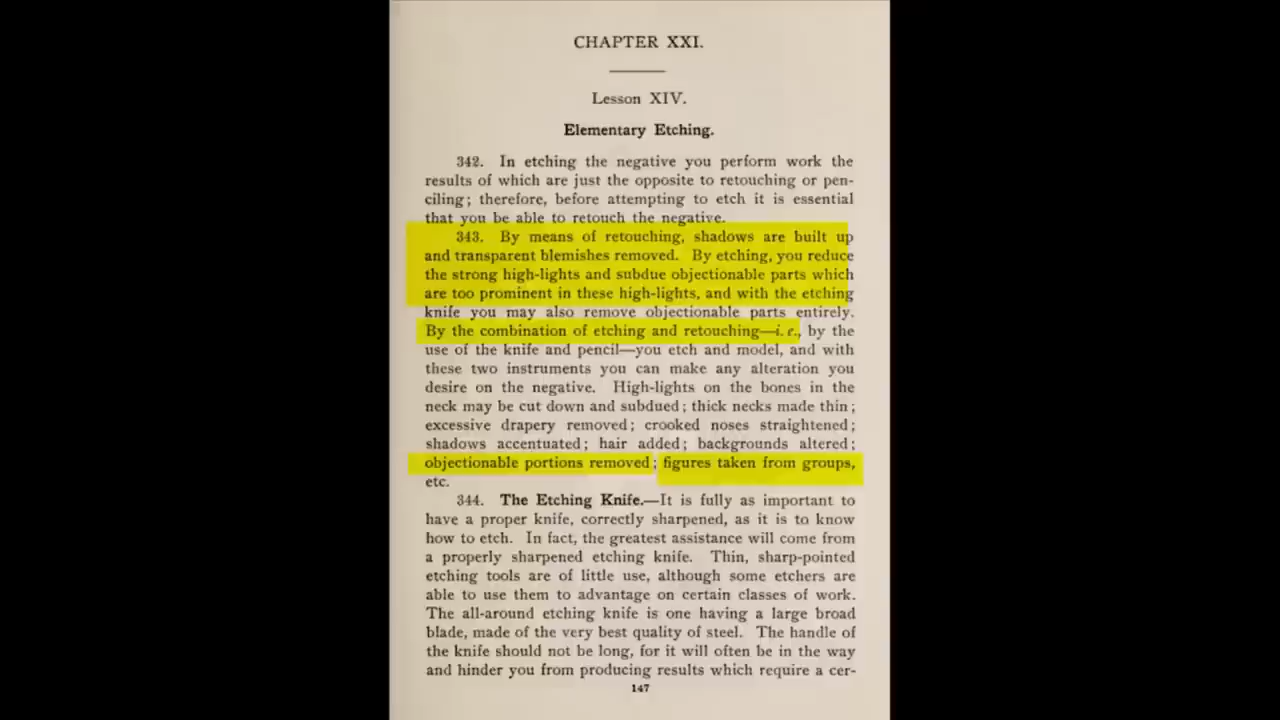 CHAPTER XXI.
Lesson XIV.
Elementary Etching.
342. In etching the negative you perform work the
results of which are just the opposite to retouching or pen-
ciling; therefore, before attempting to etch it is essential
that you be able to retouch the negative.
343. By means of retouching, shadows are built up
and transparent blemishes removed. By etching, you reduce
the strong high-lights and subdue objectionable parts which
are too prominent in these high-lights, and with the etching
knife you may also remove objectionable parts entirely.
By the combination of etching and retouching—i. e., by the
use of the knife and pencil—you etch and model, and with
these two instruments you can make any alteration you
desire on the negative. High-lights on the bones in the
neck may be cut down and subdued; thick necks made thin;
excessive drapery removed; crooked noses straightened;
shadows accentuated; hair added; backgrounds altered;
objectionable portions removed; figures taken from groups,
etc.
344. The Etching Knife.—It is fully as important to
have a proper knife, correctly sharpened, as it is to know
how to etch. In fact, the greatest assistance will come from
a properly sharpened etching knife. Thin, sharp-pointed
etching tools are of little use, although some etchers are
able to use them to advantage on certain classes of work.
The all-around etching knife is one having a large broad
blade, made of the very best quality of steel. The handle of
the knife should not be long, for it will often be in the way
and hinder you from producing results which require a cer-
147